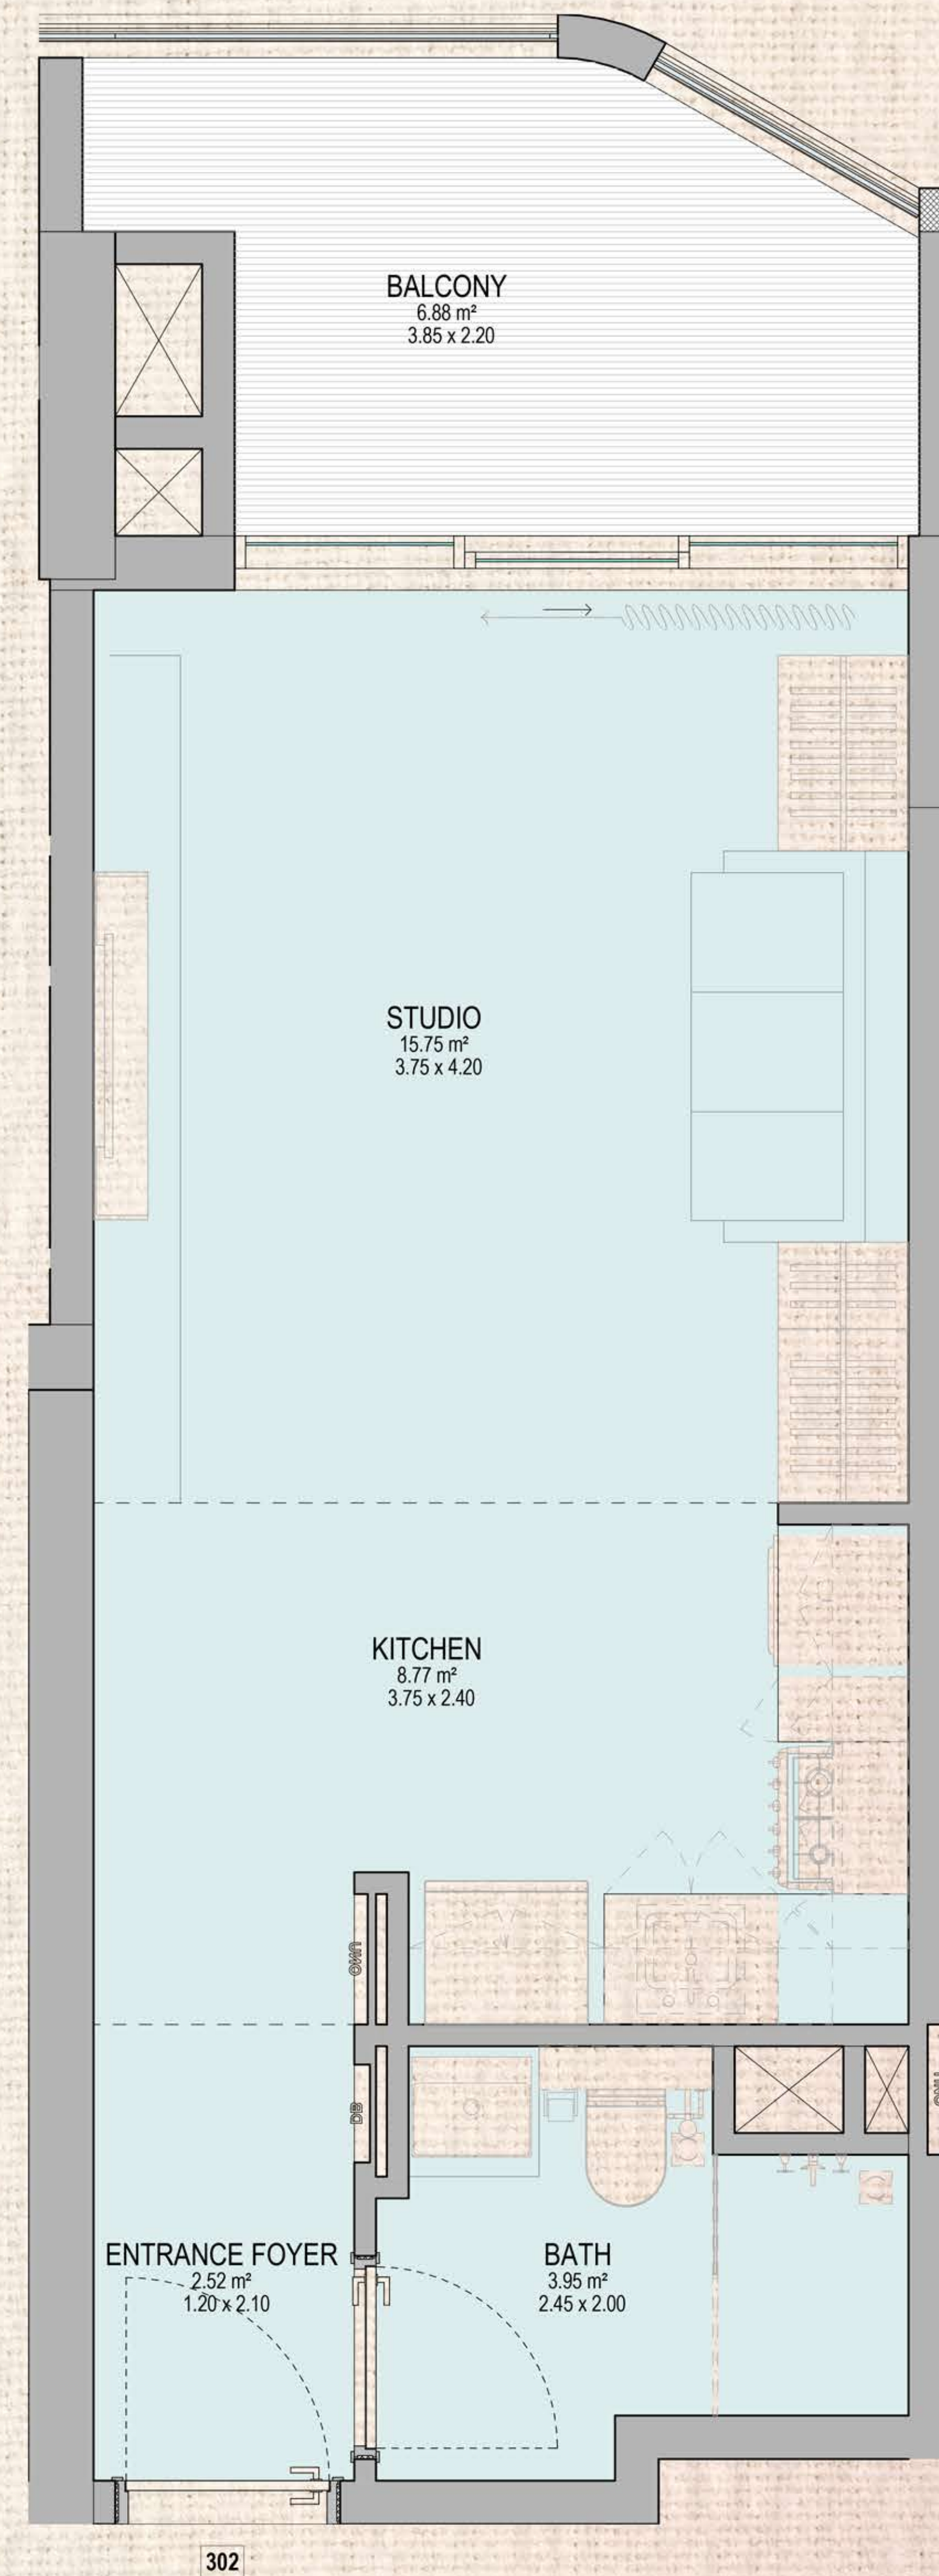 BALCONY
6.88 m²
3.85 x 2.20
STUDIO
15.75 m²
3.75 x 4.20
KITCHEN
8.77 m²
3.75 x 2.40
ONU
DB
ENTRANCE FOYER
2.52 m²
1.20 x 2.10
BATH
3.95 m²
2.45 x 2.00
302